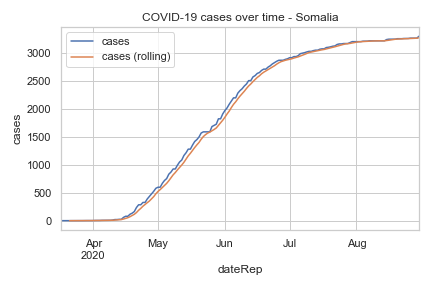 COVID-19 cases over time - Somalia
cases
cases (rolling)
3000
2500
2000
1500
1000
500
0
cases
Apr
2020
May
Jun
Jul
Aug
dateRep